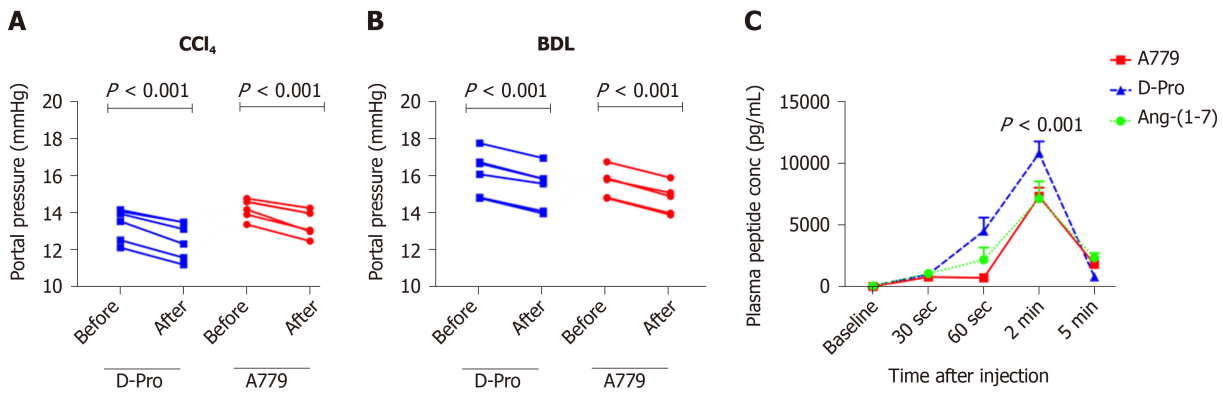 A
CCl4
P < 0.001
P < 0.001
Portal pressure (mmHg)
20
18
16
14
12
10
Before
After
Before
After
D-Pro
A779
B
BDL
P < 0.001
P < 0.001
Portal pressure (mmHg)
20
18
16
14
12
10
Before
After
Before
After
D-Pro
A779
C
A779
D-Pro
Ang-(1-7)
P < 0.001
Plasma peptide conc (pg/mL)
15000
10000
5000
0
Baseline
30 sec
60 sec
2 min
5 min
Time after injection